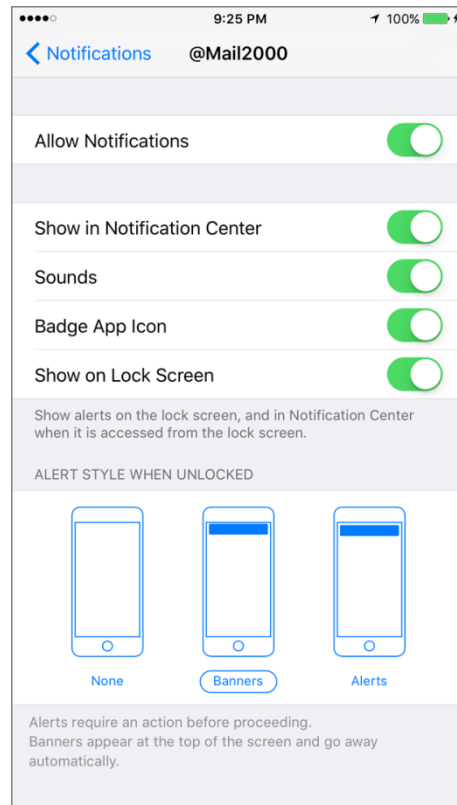 9:25 PM 100%
Notifications @Mail2000
Allow Notifications
Show in Notification Center
Sounds
Badge App Icon
Show on Lock Screen
Show alerts on the lock screen, and in Notification Center
when it is accessed from the lock screen.
ALERT STYLE WHEN UNLOCKED
None Banners Alerts
Alerts require an action before proceeding.
Banners appear at the top of the screen and go away
automatically.